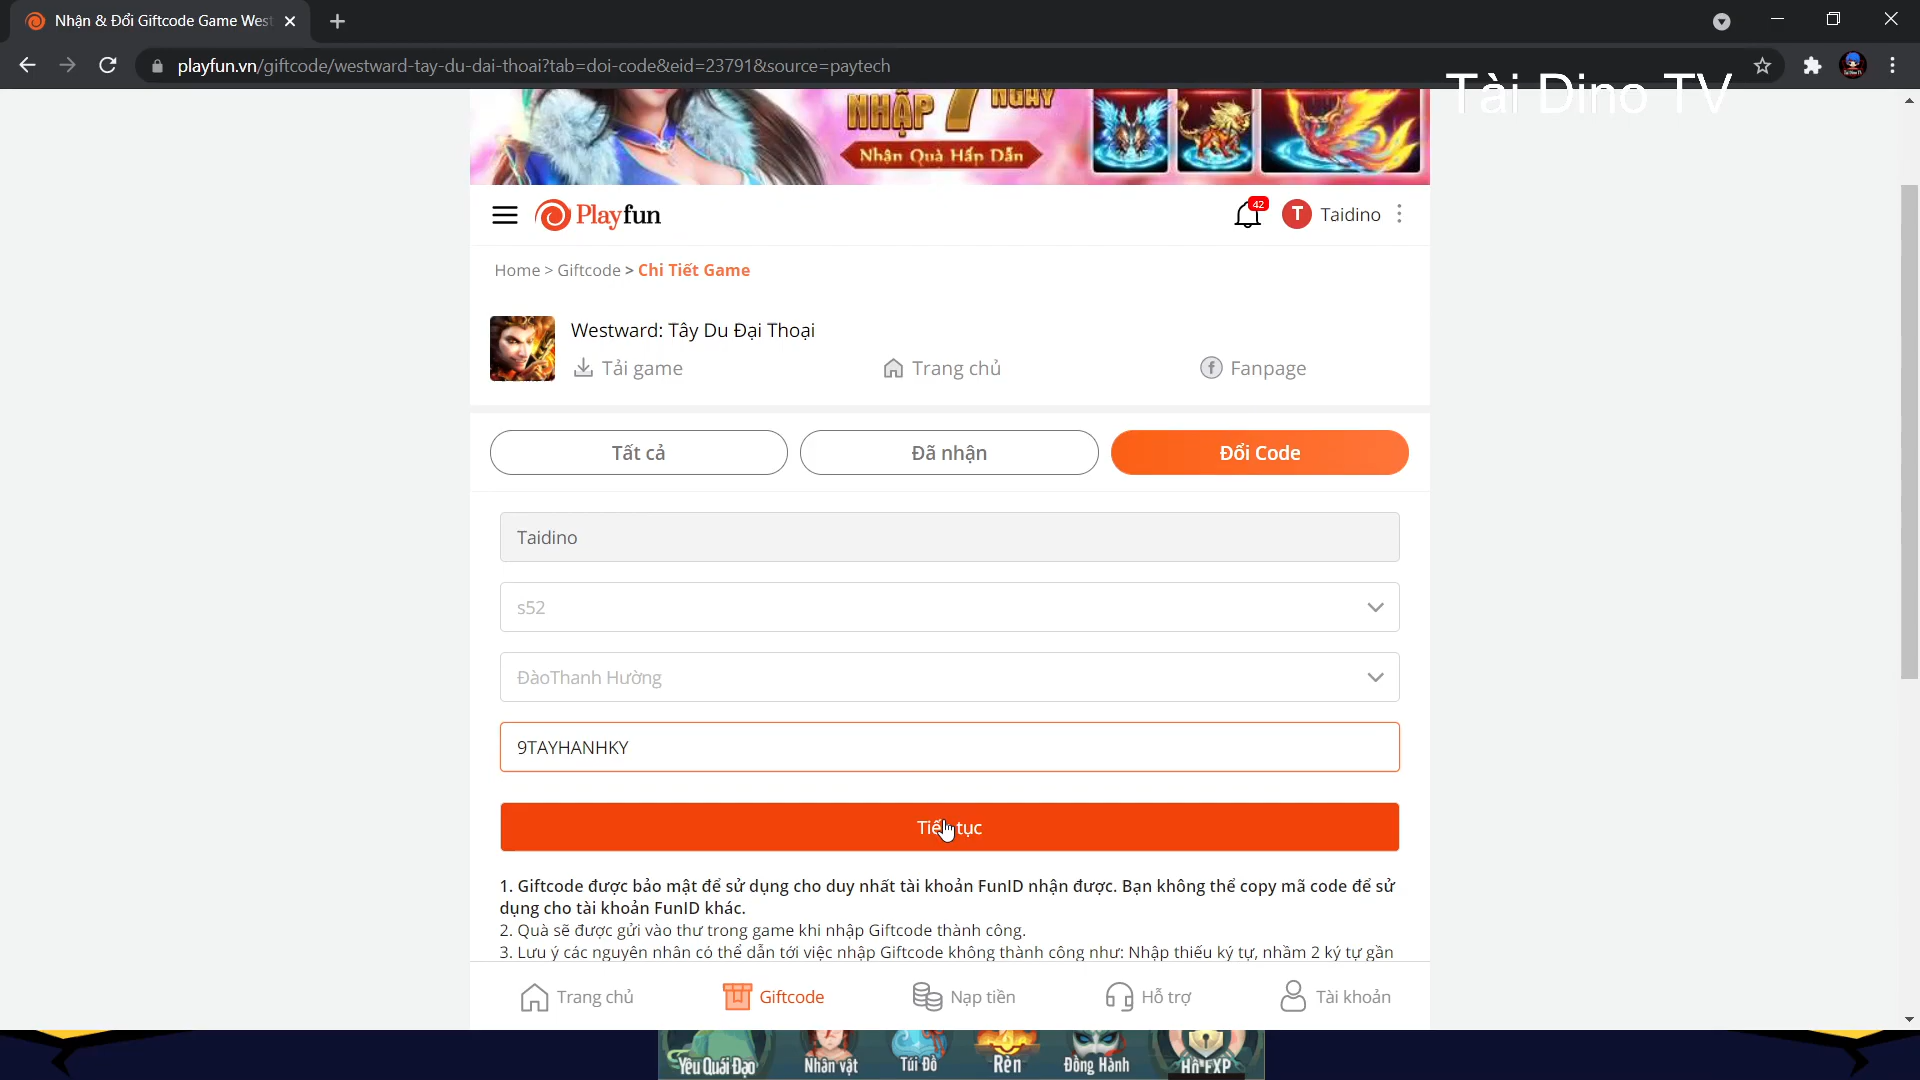 Nhận & Đổi Giftcode Game West
playfun.vn/giftcode/westward-tay-du-dai-thoai?tab=doi-code&eid=23791&source=paytech
Tài Dino TV
NHẬP 7 NGÀY
Nhận Quà Hấp Dẫn
Playfun
42
T
Taidino
Home > Giftcode > Chi Tiết Game
Westward: Tây Du Đại Thoại
Tải game
Trang chủ
Fanpage
Tất cả
Đã nhận
Đổi Code
Taidino
s52
ĐàoThanh Hường
9TAYHANHKY
Tiếp tục
1. Giftcode được bảo mật để sử dụng cho duy nhất tài khoản FunID nhận được. Bạn không thể copy mã code để sử
dụng cho tài khoản FunID khác.
2. Quà sẽ được gửi vào thư trong game khi nhập Giftcode thành công.
3. Lưu ý các nguyên nhân có thể dẫn tới việc nhập Giftcode không thành công như: Nhập thiếu ký tự, nhầm 2 ký tự gần
Trang chủ
Giftcode
Nạp tiền
Hỗ trợ
Tài khoản
Yêu Quái Đạo
Nhân vật
Túi Đồ
Rèn
Đồng Hành
Hồ EXP